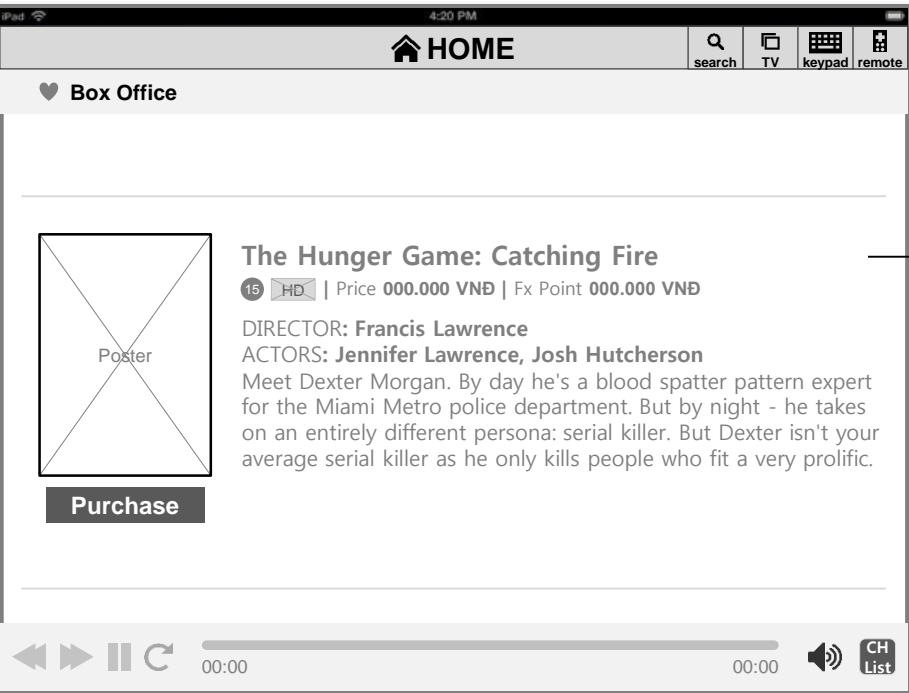 iPad 4:20 PM
HOME
search TV keypad remote
Box Office
The Hunger Game: Catching Fire
15 HD | Price 000.000 VNĐ | Fx Point 000.000 VNĐ
Poster
DIRECTOR: Francis Lawrence
ACTORS: Jennifer Lawrence, Josh Hutcherson
Meet Dexter Morgan. By day he's a blood spatter pattern expert
for the Miami Metro police department. But by night - he takes
on an entirely different persona: serial killer. But Dexter isn't your
average serial killer as he only kills people who fit a very prolific.
Purchase
00:00 00:00
CH
List